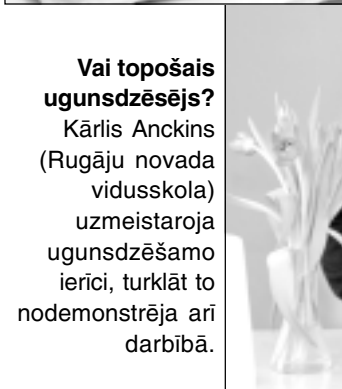 Vai topošais
ugunsdzēsējs?
Kārlis Anckins
(Rugāju novada
vidusskola)
uzmeistaroja
ugunsdzēšamo
ierīci, turklāt to
nodemonstrēja arī
darbībā.